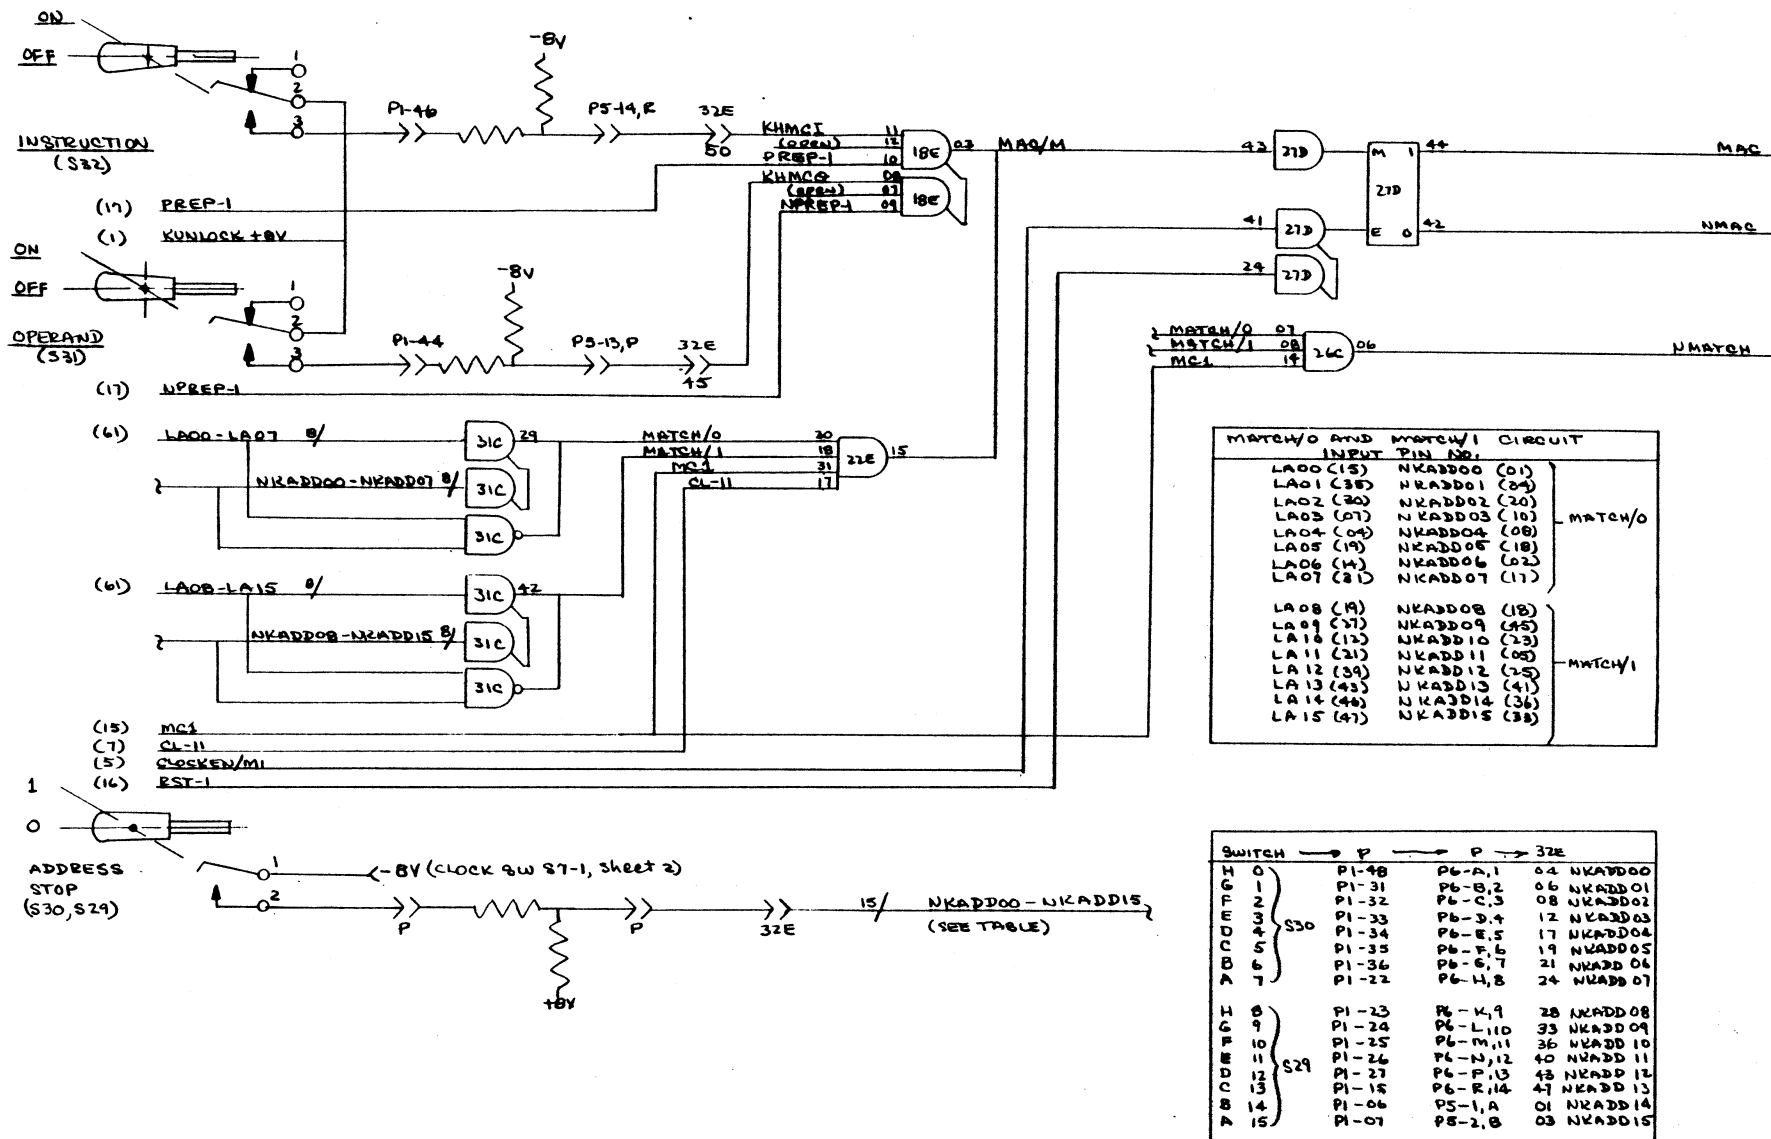 ON
OFF
INSTRUCTION
(S32)
1
2
3
P1-46
-8V
P5-14,R
32E
50
KHMCI 11
(OPEN) 12
PREP-1 10
18E
03
MAC/M
KHMCO 08
(OPEN) 07
NPREP-1 09
18E
(17) PREP-1
(1) KUNLOCK +8V
43
27D
M 1
27D
E 0
44
MAC
42
NMAC
41
27D
24
27D
ON
OFF
OPERAND
(S31)
1
2
3
P1-44
-8V
P5-13,P
32E
45
(17) NPREP-1
MATCH/0 07
MATCH/1 08
MC1 14
26C
06
NMATCH
(61) LA00-LA07 8/
31C
29
NKADD00-NKADD07 8/
31C
31C
MATCH/0 20
MATCH/1 18
MC1 31
CL-11 17
22E
15
(61) LA08-LA15 8/
31C
42
NKADD08-NKADD15 8/
31C
31C
(15) MC1
(7) CL-11
(5) CLOCKEN/M1
(16) RST-1
MATCH/0 AND MATCH/1 CIRCUIT
INPUT PIN NO.
LA00 (15) NKADD00 (01)
LA01 (35) NKADD01 (34)
LA02 (30) NKADD02 (20)
LA03 (07) NKADD03 (10)
LA04 (09) NKADD04 (08)
LA05 (19) NKADD05 (18)
LA06 (14) NKADD06 (02)
LA07 (31) NKADD07 (17)
MATCH/0
LA08 (19) NKADD08 (18)
LA09 (37) NKADD09 (45)
LA10 (12) NKADD10 (23)
LA11 (21) NKADD11 (05)
LA12 (39) NKADD12 (25)
LA13 (43) NKADD13 (41)
LA14 (46) NKADD14 (36)
LA15 (47) NKADD15 (38)
MATCH/1
1
0
ADDRESS
STOP
(S30, S29)
1
2
-8V (CLOCK SW S7-1, Sheet 2)
P
+8V
P
32E
15/ NKADD00-NKADD15
(SEE TABLE)
SWITCH P P 32E
H 0 P1-48 P6-A,1 04 NKADD00
G 1 P1-31 P6-B,2 06 NKADD01
F 2 P1-32 P6-C,3 08 NKADD02
E 3 P1-33 P6-D,4 12 NKADD03
D 4 P1-34 P6-E,5 17 NKADD04
C 5 P1-35 P6-F,6 19 NKADD05
B 6 P1-36 P6-G,7 21 NKADD06
A 7 P1-22 P6-H,8 24 NKADD07
S30
H 8 P1-23 P6-K,9 28 NKADD08
G 9 P1-24 P6-L,10 33 NKADD09
F 10 P1-25 P6-M,11 36 NKADD10
E 11 P1-26 P6-N,12 40 NKADD11
D 12 P1-27 P6-P,13 43 NKADD12
C 13 P1-15 P6-R,14 47 NKADD13
B 14 P1-06 P5-1,A 01 NKADD14
A 15 P1-07 P5-2,B 03 NKADD15
S29